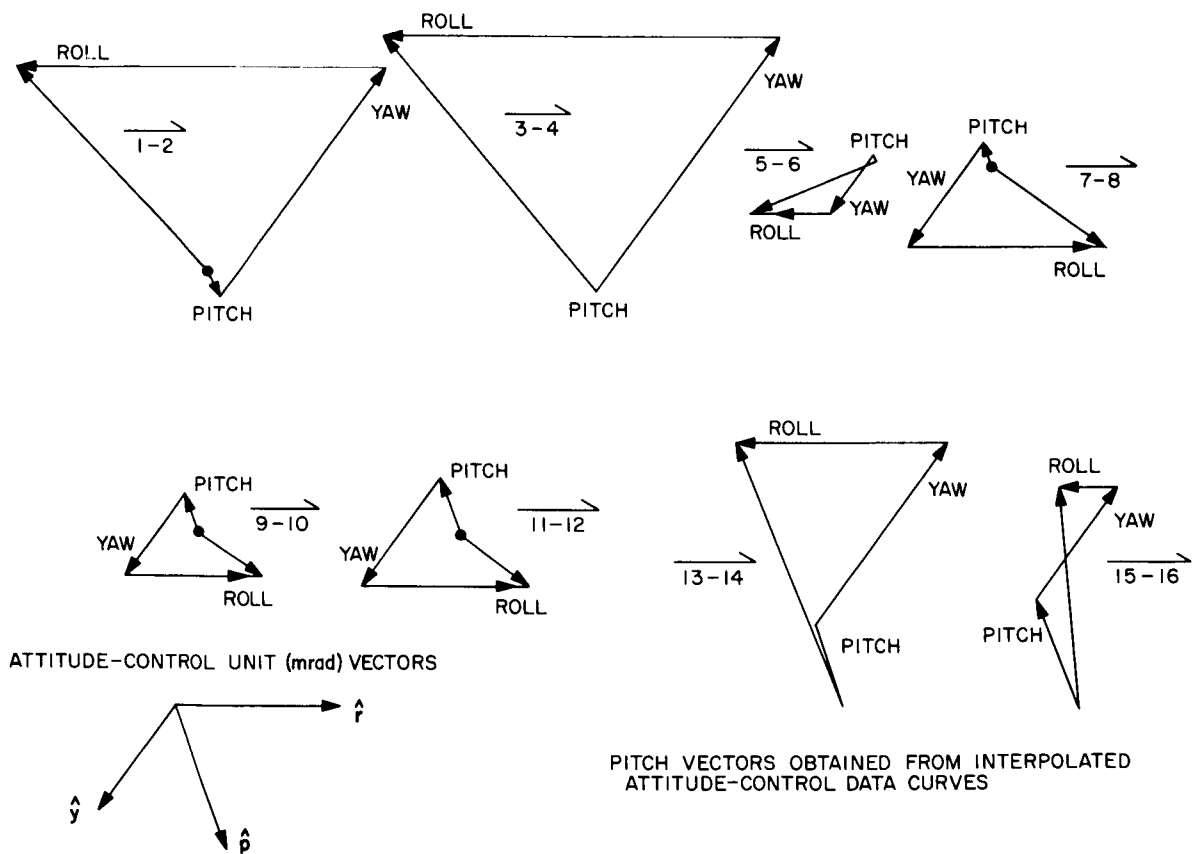 ROLL
YAW
1-2
PITCH
ROLL
YAW
3-4
PITCH
5-6
PITCH
YAW
ROLL
PITCH
YAW
7-8
ROLL
PITCH
9-10
YAW
ROLL
PITCH
11-12
YAW
ROLL
ROLL
YAW
13-14
PITCH
ROLL
YAW
15-16
PITCH
ATTITUDE-CONTROL UNIT (mrad) VECTORS
r̂
ŷ
p̂
PITCH VECTORS OBTAINED FROM INTERPOLATED
ATTITUDE-CONTROL DATA CURVES